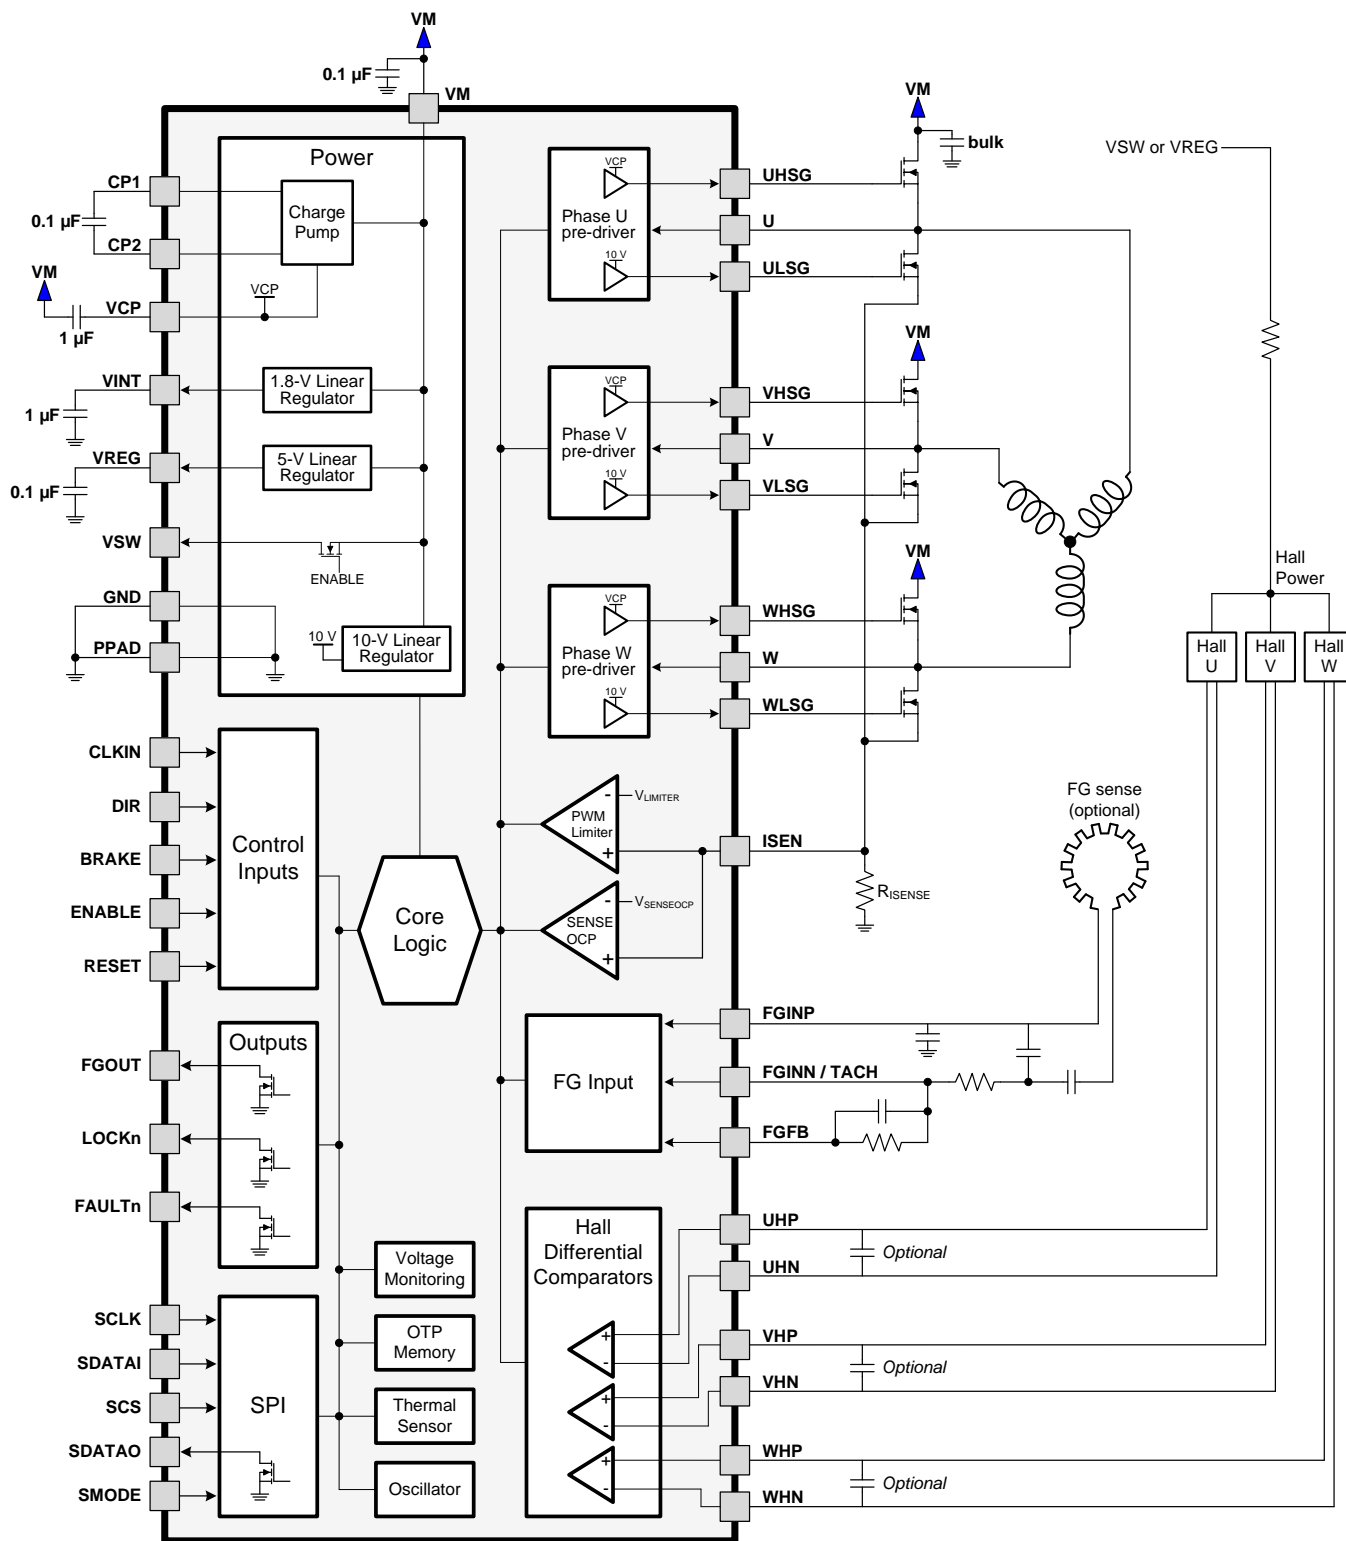 VM
0.1 µF
VM
Power
CP1
0.1 µF
CP2
Charge
Pump
VM
VCP
1 µF
VCP
VINT
1 µF
1.8-V Linear
Regulator
VREG
0.1 µF
5-V Linear
Regulator
VSW
ENABLE
GND
PPAD
10 V
10-V Linear
Regulator
CLKIN
DIR
BRAKE
ENABLE
RESET
Control
Inputs
Core
Logic
Outputs
FGOUT
LOCKn
FAULTn
Voltage
Monitoring
OTP
Memory
Thermal
Sensor
Oscillator
SCLK
SDATAI
SCS
SDATAO
SMODE
SPI
VCP
Phase U
pre-driver
10 V
UHSG
U
ULSG
VM
bulk
VCP
Phase V
pre-driver
10 V
VHSG
V
VLSG
VM
VCP
Phase W
pre-driver
10 V
WHSG
W
WLSG
VM
VSW or VREG
Hall
Power
Hall
U
Hall
V
Hall
W
-
VLIMITER
PWM
Limiter
+
ISEN
RISENSE
-
VSENSEOCP
SENSE
OCP
+
FG sense
(optional)
FG Input
FGINP
FGINN / TACH
FGFB
Hall
Differential
Comparators
+
-
+
-
+
-
UHP
Optional
UHN
VHP
Optional
VHN
WHP
Optional
WHN